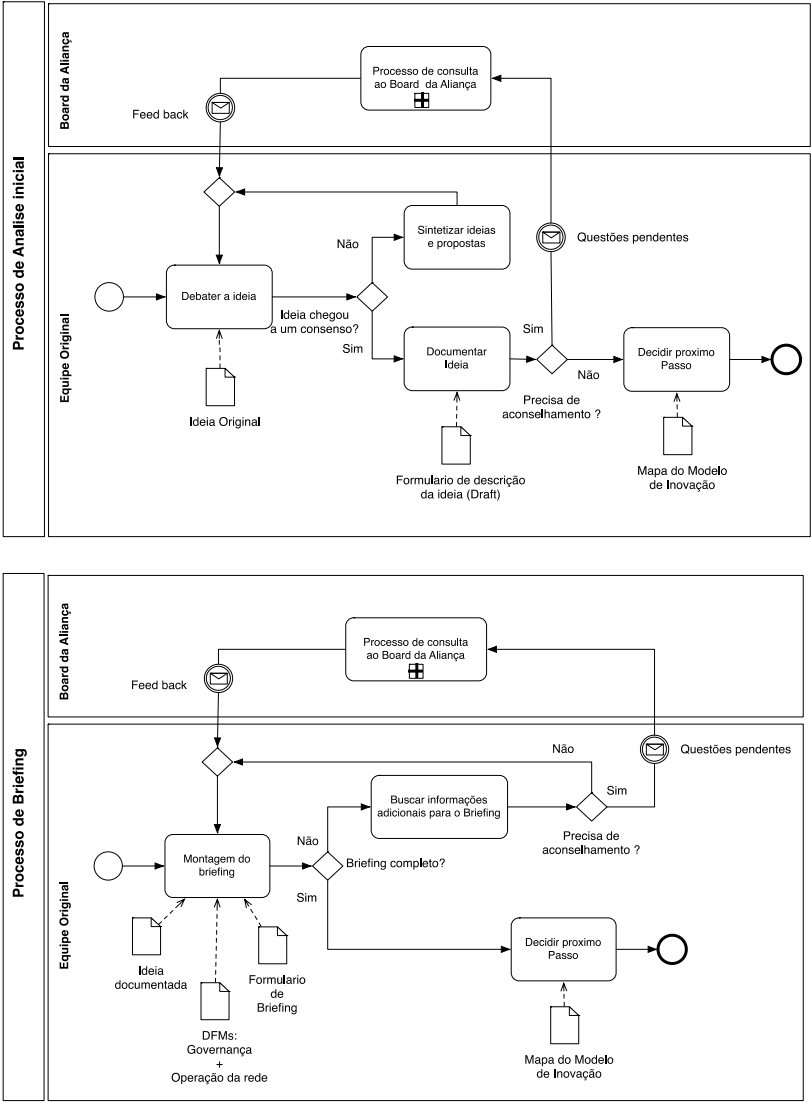 Processo de Analise inicial
Board da Aliança
Processo de consulta
ao Board da Aliança
Feed back
Equipe Original
Sintetizar ideias
e propostas
Questões pendentes
Não
Debater a ideia
Ideia chegou
a um consenso?
Sim
Documentar
Ideia
Sim
Não
Decidir proximo
Passo
Precisa de
aconselhamento ?
Ideia Original
Formulario de descrição
da ideia (Draft)
Mapa do Modelo
de Inovação
Processo de Briefing
Board da Aliança
Processo de consulta
ao Board da Aliança
Feed back
Equipe Original
Não
Questões pendentes
Buscar informações
adicionais para o Briefing
Sim
Precisa de
aconselhamento ?
Não
Montagem do
briefing
Briefing completo?
Sim
Decidir proximo
Passo
Ideia
documentada
Formulario
de
Briefing
DFMs:
Governança
+
Operação da rede
Mapa do Modelo
de Inovação